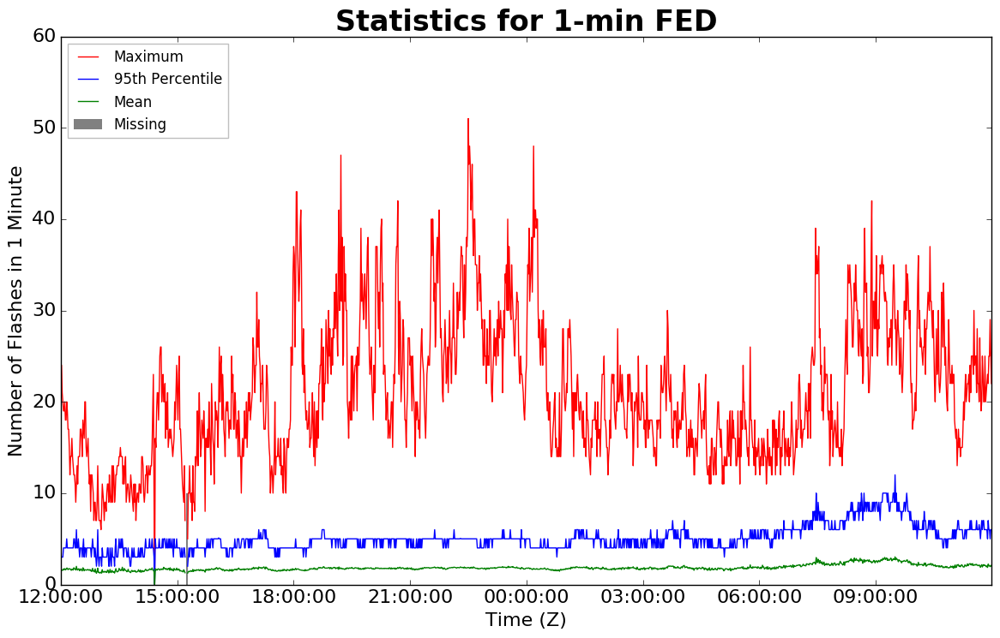 Statistics for 1-min FED
Maximum
95th Percentile
Mean
Missing
60
50
40
30
20
10
0
Number of Flashes in 1 Minute
12:00:00 15:00:00 18:00:00 21:00:00 00:00:00 03:00:00 06:00:00 09:00:00
Time (Z)